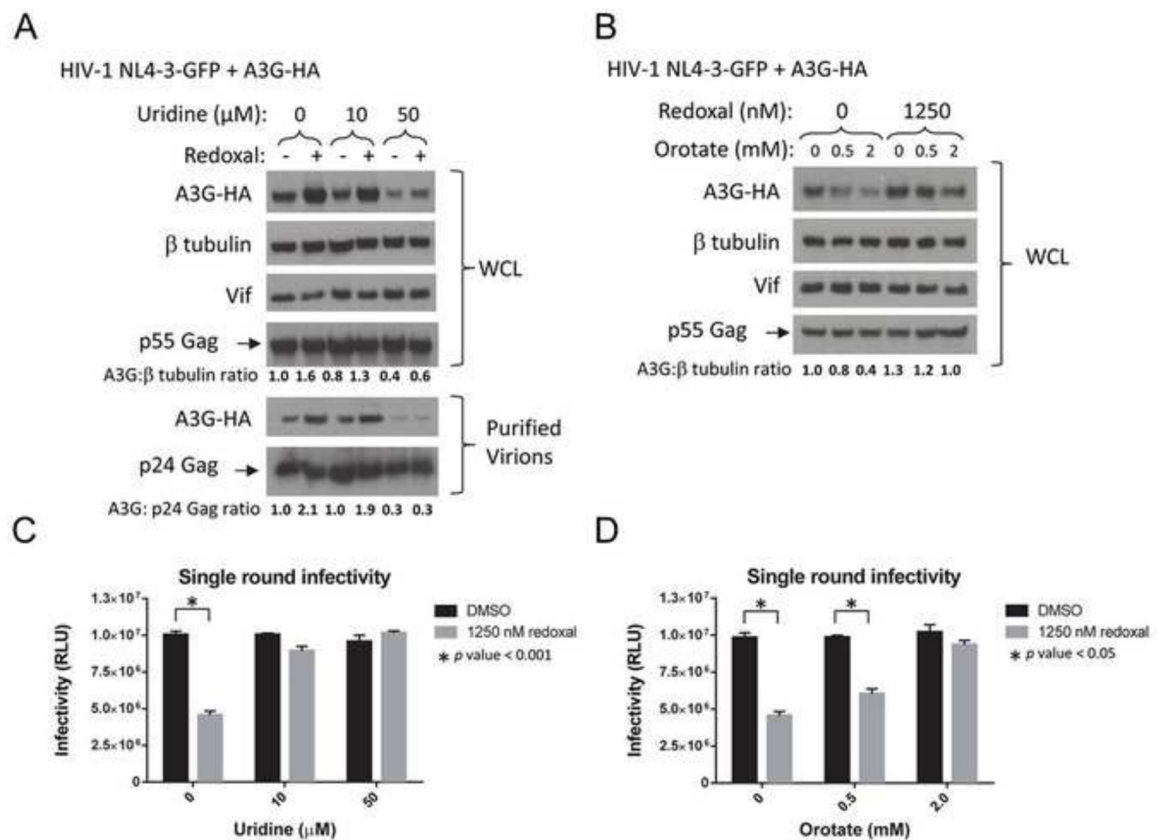 A
HIV-1 NL4-3-GFP + A3G-HA
Uridine (μM): 0 10 50
Redoxal: - + - + - +
A3G-HA
β tubulin
Vif
p55 Gag
WCL
A3G:β tubulin ratio 1.0 1.6 0.8 1.3 0.4 0.6
A3G-HA
p24 Gag
Purified
Virions
A3G: p24 Gag ratio 1.0 2.1 1.0 1.9 0.3 0.3
B
HIV-1 NL4-3-GFP + A3G-HA
Redoxal (nM): 0 1250
Orotate (mM): 0 0.5 2 0 0.5 2
A3G-HA
β tubulin
Vif
p55 Gag
WCL
A3G:β tubulin ratio 1.0 0.8 0.4 1.3 1.2 1.0
C
Single round infectivity
Infectivity (RLU)
1.3×10⁷
1.0×10⁷
7.5×10⁶
5.0×10⁶
2.5×10⁶
0
*
DMSO
1250 nM redoxal
* p value < 0.001
0 10 50
Uridine (μM)
D
Single round infectivity
Infectivity (RLU)
1.3×10⁷
1.0×10⁷
7.5×10⁶
5.0×10⁶
2.5×10⁶
0
* *
DMSO
1250 nM redoxal
* p value < 0.05
0 0.5 2.0
Orotate (mM)